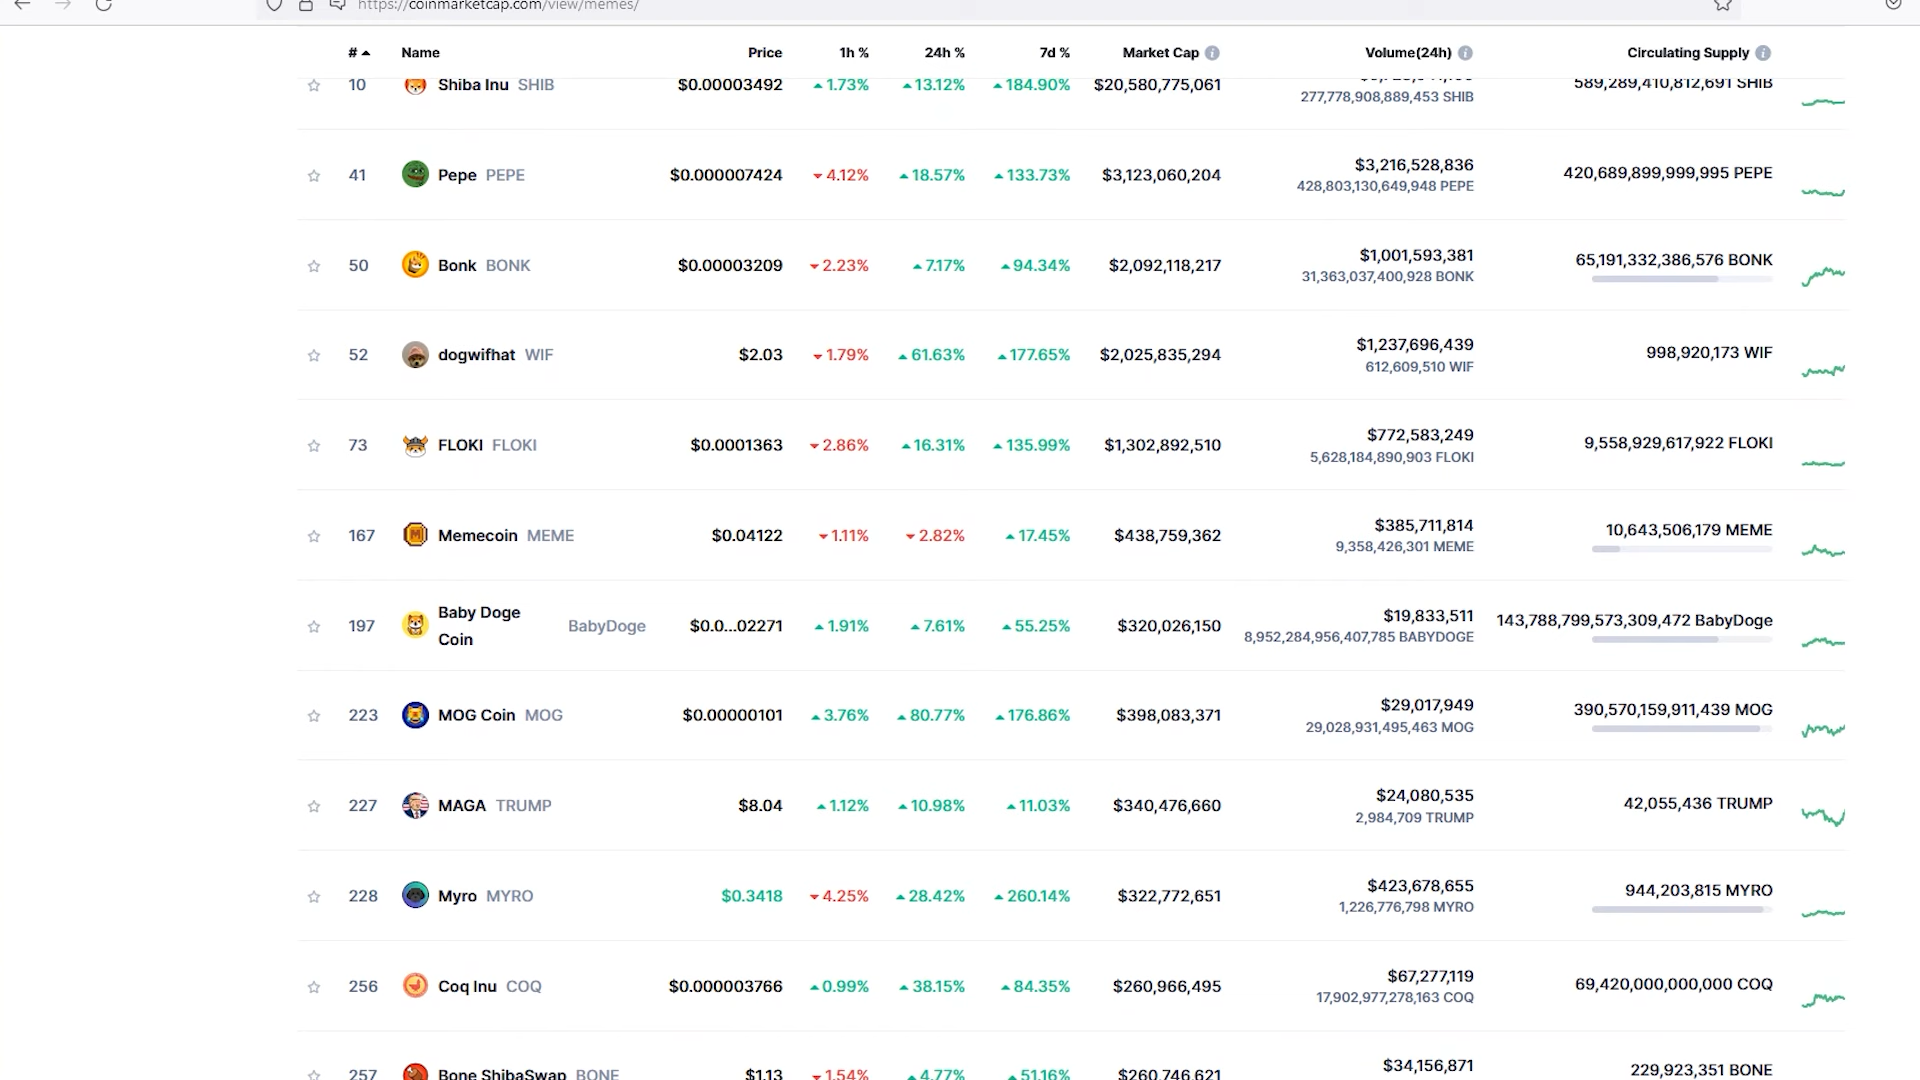 https://coinmarketcap.com/view/memes/
# Name Price 1h % 24h % 7d % Market Cap Volume(24h) Circulating Supply
10 Shiba Inu SHIB $0.00003492 1.73% 13.12% 184.90% $20,580,775,061 589,289,410,812,691 SHIB
277,778,908,889,453 SHIB
41 Pepe PEPE $0.000007424 4.12% 18.57% 133.73% $3,123,060,204 $3,216,528,836 420,689,899,999,995 PEPE
428,803,130,649,948 PEPE
50 Bonk BONK $0.00003209 2.23% 7.17% 94.34% $2,092,118,217 $1,001,593,381 65,191,332,386,576 BONK
31,363,037,400,928 BONK
52 dogwifhat WIF $2.03 1.79% 61.63% 177.65% $2,025,835,294 $1,237,696,439 998,920,173 WIF
612,609,510 WIF
73 FLOKI FLOKI $0.0001363 2.86% 16.31% 135.99% $1,302,892,510 $772,583,249 9,558,929,617,922 FLOKI
5,628,184,890,903 FLOKI
167 Memecoin MEME $0.04122 1.11% 2.82% 17.45% $438,759,362 $385,711,814 10,643,506,179 MEME
9,358,426,301 MEME
197 Baby Doge Coin BabyDoge $0.0...02271 1.91% 7.61% 55.25% $320,026,150 $19,833,511 143,788,799,573,309,472 BabyDoge
8,952,284,956,407,785 BABYDOGE
223 MOG Coin MOG $0.00000101 3.76% 80.77% 176.86% $398,083,371 $29,017,949 390,570,159,911,439 MOG
29,028,931,495,463 MOG
227 MAGA TRUMP $8.04 1.12% 10.98% 11.03% $340,476,660 $24,080,535 42,055,436 TRUMP
2,984,709 TRUMP
228 Myro MYRO $0.3418 4.25% 28.42% 260.14% $322,772,651 $423,678,655 944,203,815 MYRO
1,226,776,798 MYRO
256 Coq Inu COQ $0.000003766 0.99% 38.15% 84.35% $260,966,495 $67,277,119 69,420,000,000,000 COQ
17,902,977,278,163 COQ
257 Bone ShibaSwap BONE $1.13 1.54% 4.77% 51.16% $260,746,621 $34,156,871 229,923,351 BONE